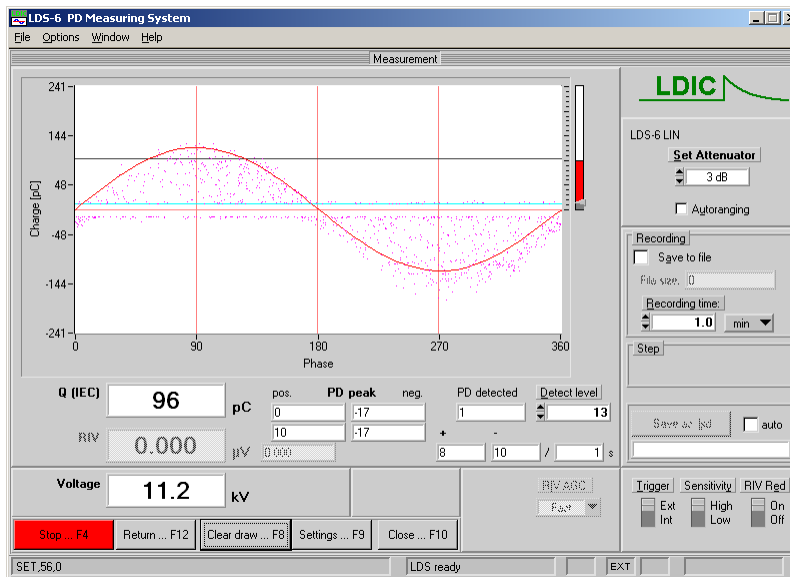 LDS-6 PD Measuring System
File Options Window Help
Measurement
LDIC
LDS-6 LIN
Set Attenuator
3 dB
Autoranging
Recording
Save to file
File size: 0
Recording time:
1.0 min
Step
Save as lsd auto
Charge [pC]
241
144
48
-48
-144
-241
0 90 180 270 360
Phase
Q (IEC) 96 pC
RIV 0.000 µV
pos. PD peak neg.
0 -17
10 -17
0.000
PD detected Detect level
1 13
+ -
8 10 / 1 s
Voltage 11.2 kV
RIV AGC
Fast
Trigger Sensitivity RIV Red
Ext High On
Int Low Off
Stop ... F4 Return ... F12 Clear draw ... F8 Settings ... F9 Close ... F10
SET,56,0 LDS ready EXT